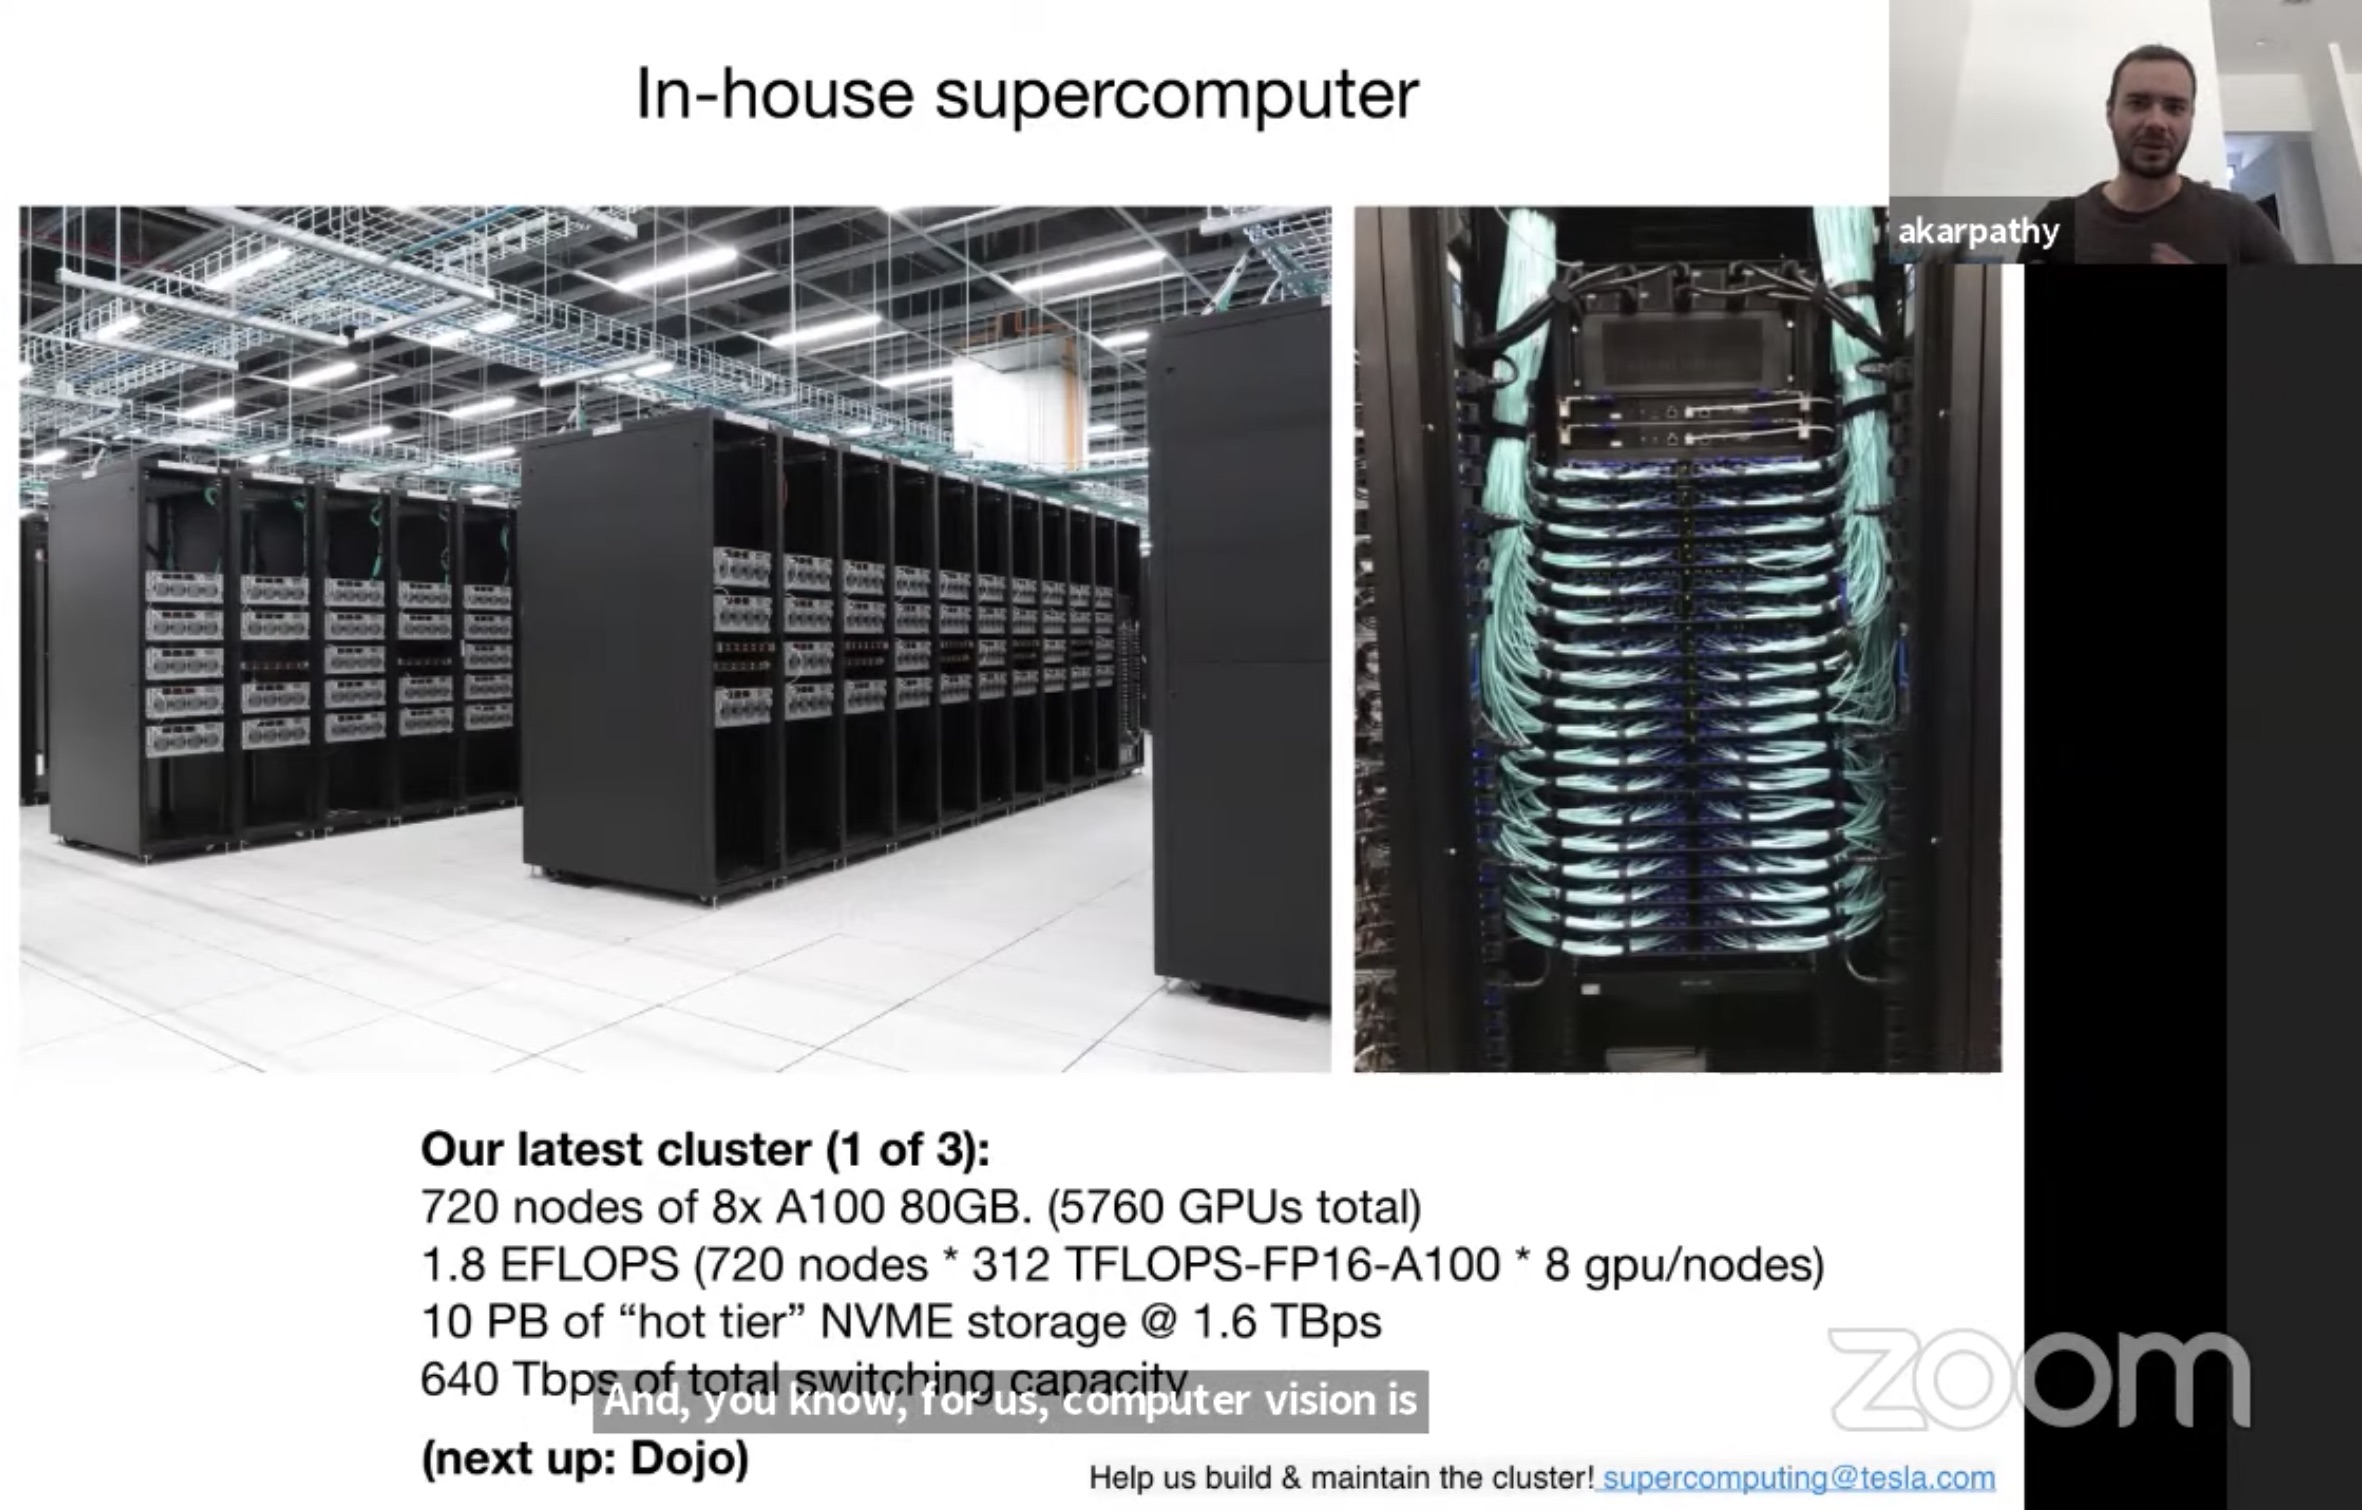 In-house supercomputer
akarpathy
Our latest cluster (1 of 3):
720 nodes of 8x A100 80GB. (5760 GPUs total)
1.8 EFLOPS (720 nodes * 312 TFLOPS-FP16-A100 * 8 gpu/nodes)
10 PB of “hot tier” NVME storage @ 1.6 TBps
640 Tbps of total switching capacity
And, you know, for us, computer vision is
(next up: Dojo)
Help us build & maintain the cluster! supercomputing@tesla.com
zoom